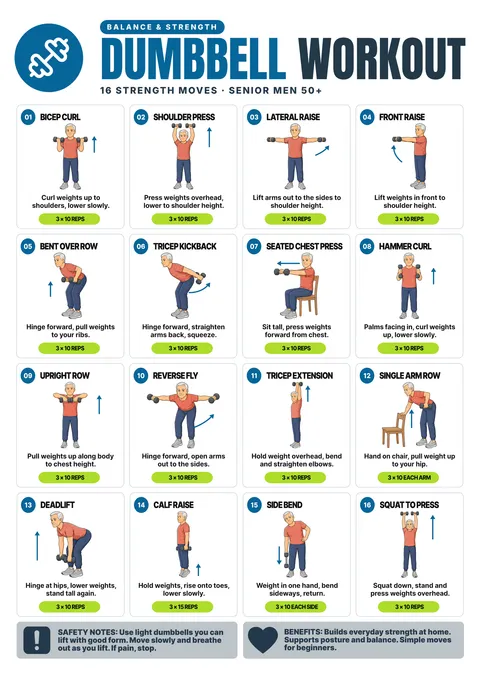 BALANCE & STRENGTH
DUMBBELL WORKOUT
16 STRENGTH MOVES · SENIOR MEN 50+
01 BICEP CURL
Curl weights up to
shoulders, lower slowly.
3 × 10 REPS
02 SHOULDER PRESS
Press weights overhead,
lower to shoulder height.
3 × 10 REPS
03 LATERAL RAISE
Lift arms out to the sides to
shoulder height.
3 × 10 REPS
04 FRONT RAISE
Lift weights in front to
shoulder height.
3 × 10 REPS
05 BENT OVER ROW
Hinge forward, pull weights
to your ribs.
3 × 10 REPS
06 TRICEP KICKBACK
Hinge forward, straighten
arms back, squeeze.
3 × 10 REPS
07 SEATED CHEST PRESS
Sit tall, press weights
forward from chest.
3 × 10 REPS
08 HAMMER CURL
Palms facing in, curl weights
up, lower slowly.
3 × 10 REPS
09 UPRIGHT ROW
Pull weights up along body
to chest height.
3 × 10 REPS
10 REVERSE FLY
Hinge forward, open arms
out to the sides.
3 × 10 REPS
11 TRICEP EXTENSION
Hold weight overhead, bend
and straighten elbows.
3 × 10 REPS
12 SINGLE ARM ROW
Hand on chair, pull weight up
to your hip.
3 × 10 EACH ARM
13 DEADLIFT
Hinge at hips, lower weights,
stand tall again.
3 × 10 REPS
14 CALF RAISE
Hold weights, rise onto toes,
lower slowly.
3 × 15 REPS
15 SIDE BEND
Weight in one hand, bend
sideways, return.
3 × 10 EACH SIDE
16 SQUAT TO PRESS
Squat down, stand and
press weights overhead.
3 × 10 REPS
SAFETY NOTES: Use light dumbbells you can
lift with good form. Move slowly and breathe
out as you lift. If pain, stop.
BENEFITS: Builds everyday strength at home.
Supports posture and balance. Simple moves
for beginners.